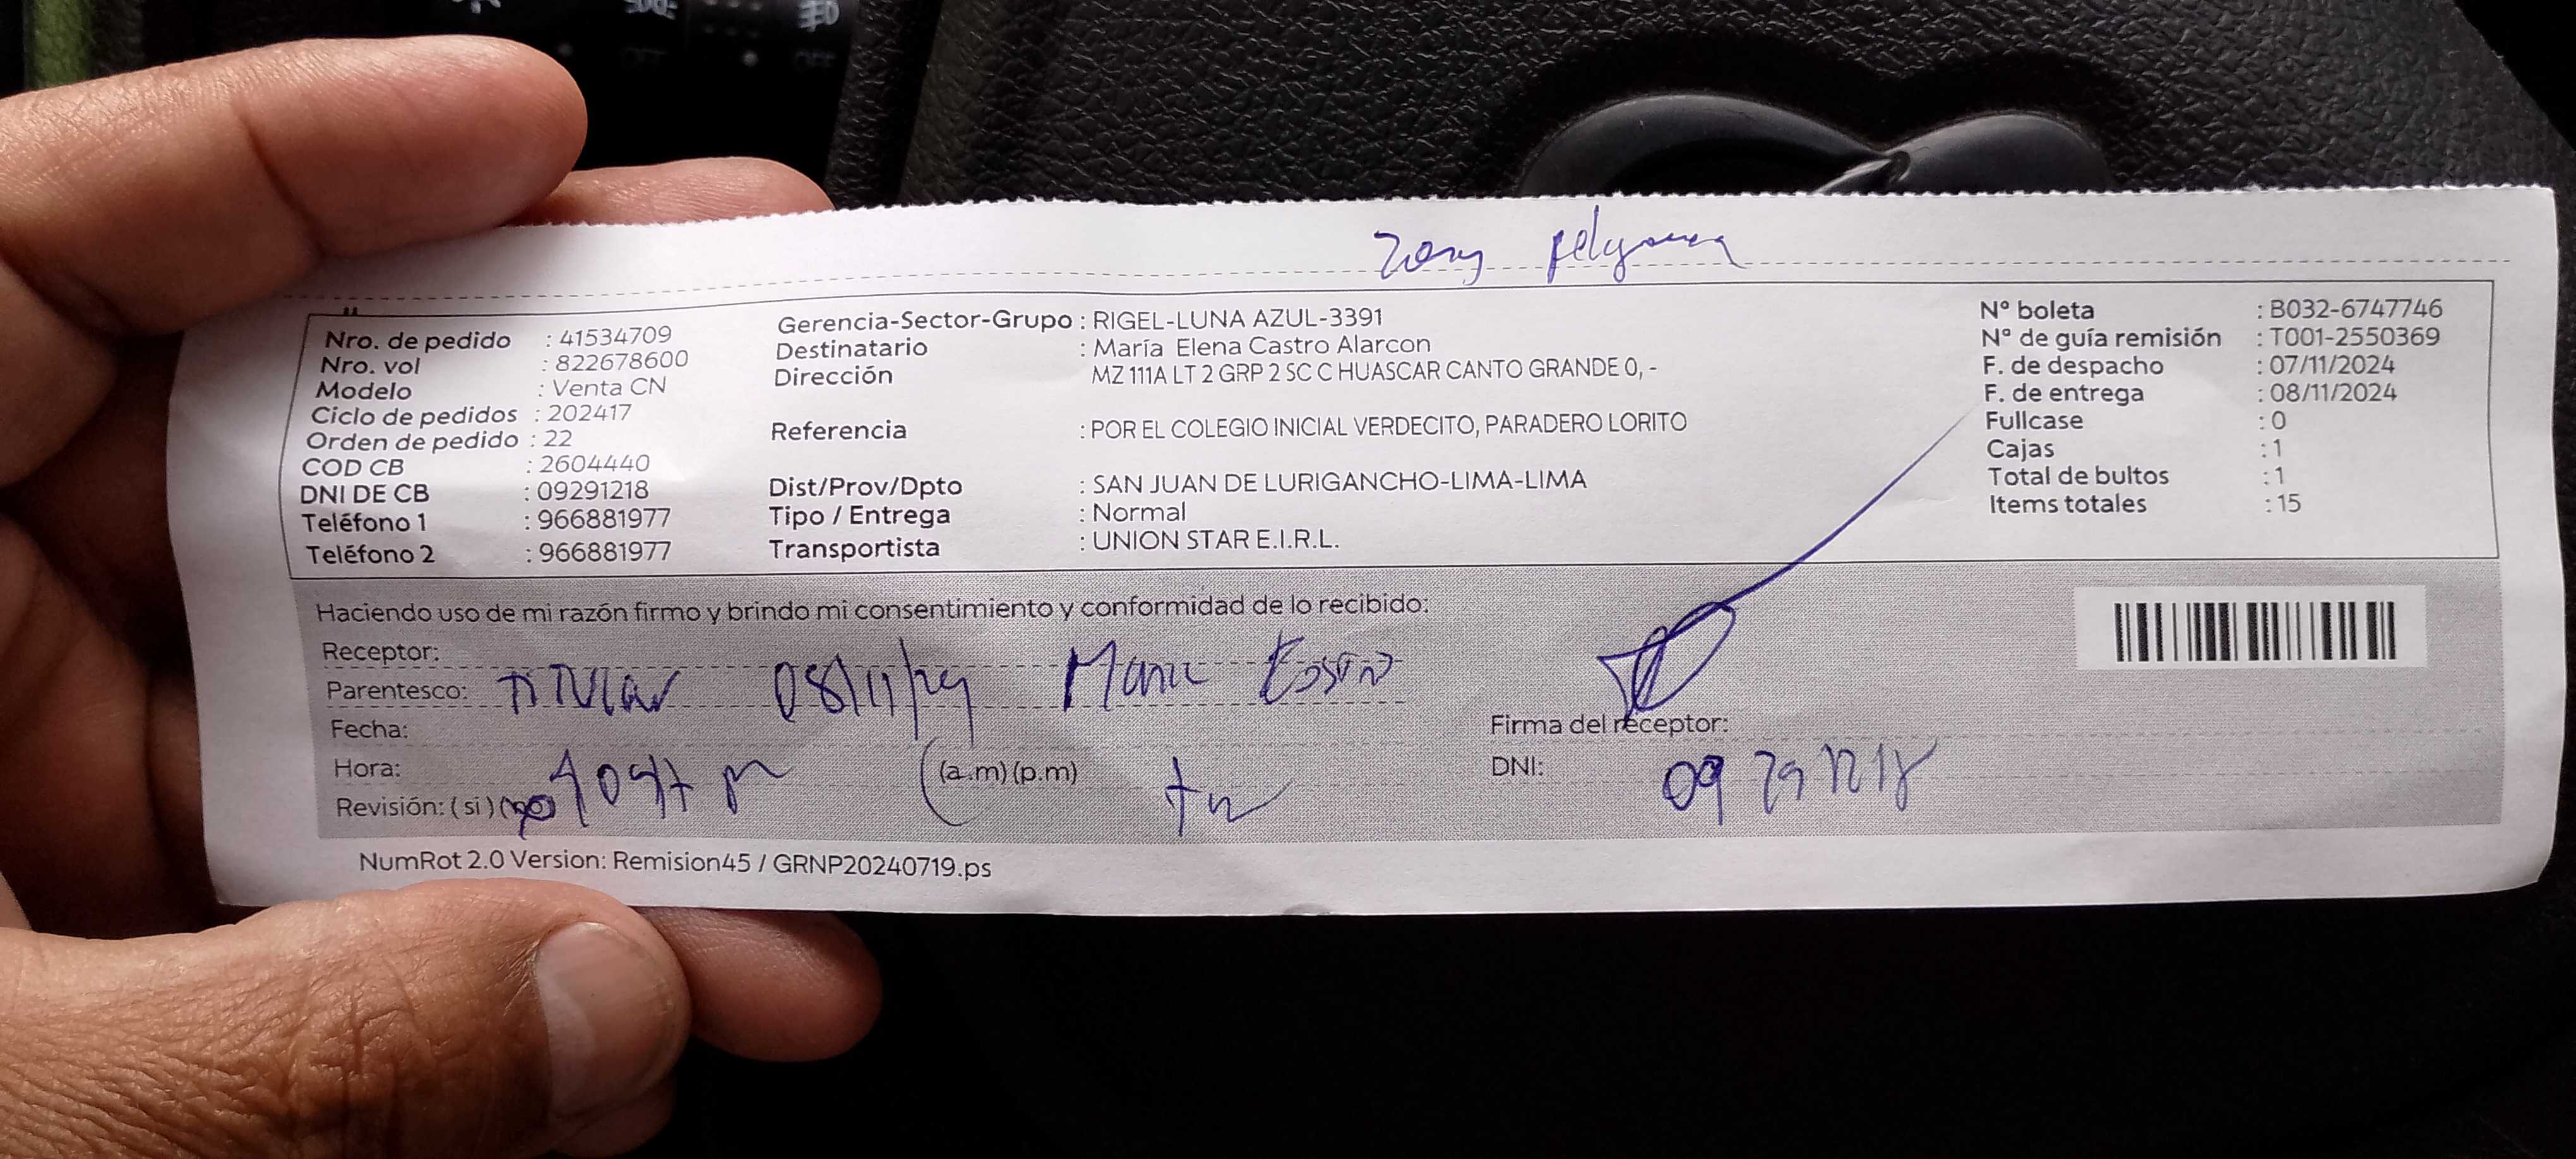 Zona peligrosa
Nro. de pedido : 41534709
Nro. vol : 822678600
Modelo : Venta CN
Ciclo de pedidos : 202417
Orden de pedido : 22
COD CB : 2604440
DNI DE CB : 09291218
Teléfono 1 : 966881977
Teléfono 2 : 966881977
Gerencia-Sector-Grupo : RIGEL-LUNA AZUL-3391
Destinatario : María Elena Castro Alarcon
Dirección MZ 111A LT 2 GRP 2 SC C HUASCAR CANTO GRANDE 0, -
Referencia : POR EL COLEGIO INICIAL VERDECITO, PARADERO LORITO
Dist/Prov/Dpto : SAN JUAN DE LURIGANCHO-LIMA-LIMA
Tipo / Entrega : Normal
Transportista : UNION STAR E.I.R.L.
N° boleta : B032-6747746
N° de guía remisión : T001-2550369
F. de despacho : 07/11/2024
F. de entrega : 08/11/2024
Fullcase : 0
Cajas : 1
Total de bultos : 1
Items totales : 15
Haciendo uso de mi razón firmo y brindo mi consentimiento y conformidad de lo recibido:
Receptor:
Parentesco: TITULAR 08/11/24 Maria
Fecha:
Hora: (a.m) (p.m)
Revisión: ( si ) (no)
Firma del receptor:
DNI: 09291218
NumRot 2.0 Version: Remision45 / GRNP20240719.ps